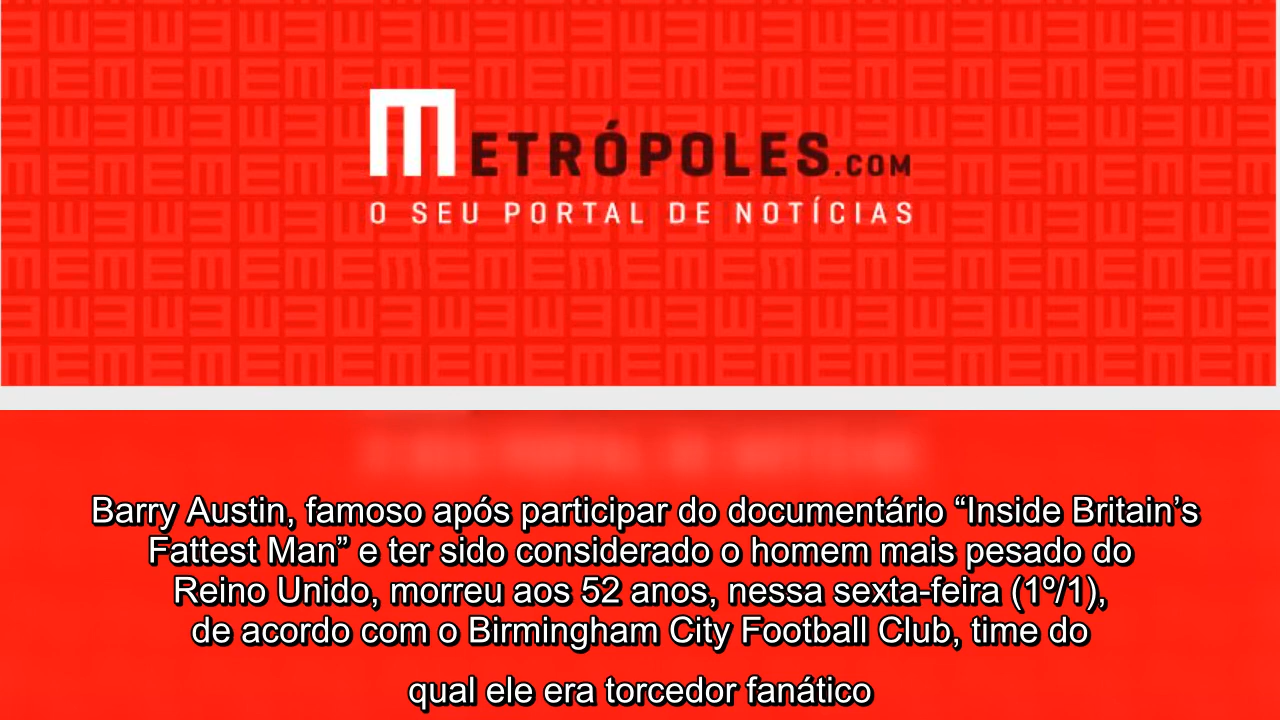 METRÓPOLES.COM
O SEU PORTAL DE NOTÍCIAS
Barry Austin, famoso após participar do documentário “Inside Britain’s
Fattest Man” e ter sido considerado o homem mais pesado do
Reino Unido, morreu aos 52 anos, nessa sexta-feira (1º/1),
de acordo com o Birmingham City Football Club, time do
qual ele era torcedor fanático